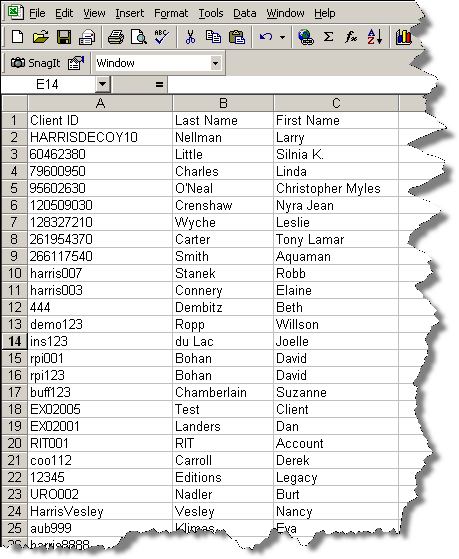 File Edit View Insert Format Tools Data Window Help
SnagIt Window
E14 =
A B C
1 Client ID Last Name First Name
2 HARRISDECOY10 Nellman Larry
3 60462380 Little Silnia K.
4 79600950 Charles Linda
5 95602630 O'Neal Christopher Myles
6 120509030 Crenshaw Nyra Jean
7 128327210 Wyche Leslie
8 261954370 Carter Tony Lamar
9 266117540 Smith Aquaman
10 harris007 Stanek Robb
11 harris003 Connery Elaine
12 444 Dembitz Beth
13 demo123 Ropp Willson
14 ins123 du Lac Joelle
15 rpi001 Bohan David
16 rpi123 Bohan David
17 buff123 Chamberlain Suzanne
18 EX02005 Test Client
19 EX02001 Landers Dan
20 RIT001 RIT Account
21 coo112 Carroll Derek
22 12345 Editions Legacy
23 URO002 Nadler Burt
24 HarrisVesley Vesley Nancy
25 aub999 Klimas Eva
26 harris8888